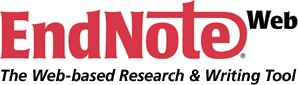 EndNote® Web
The Web-based Research & Writing Tool